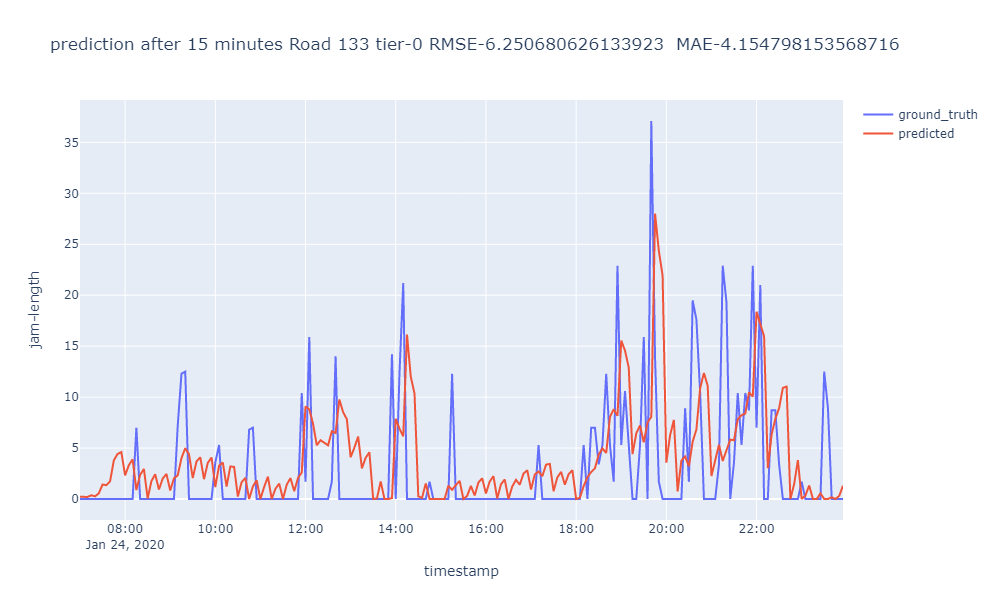 prediction after 15 minutes Road 133 tier-0 RMSE-6.250680626133923  MAE-4.154798153568716
ground_truth
predicted
35
30
25
20
15
10
5
0
jam-length
08:00 10:00 12:00 14:00 16:00 18:00 20:00 22:00
Jan 24, 2020
timestamp